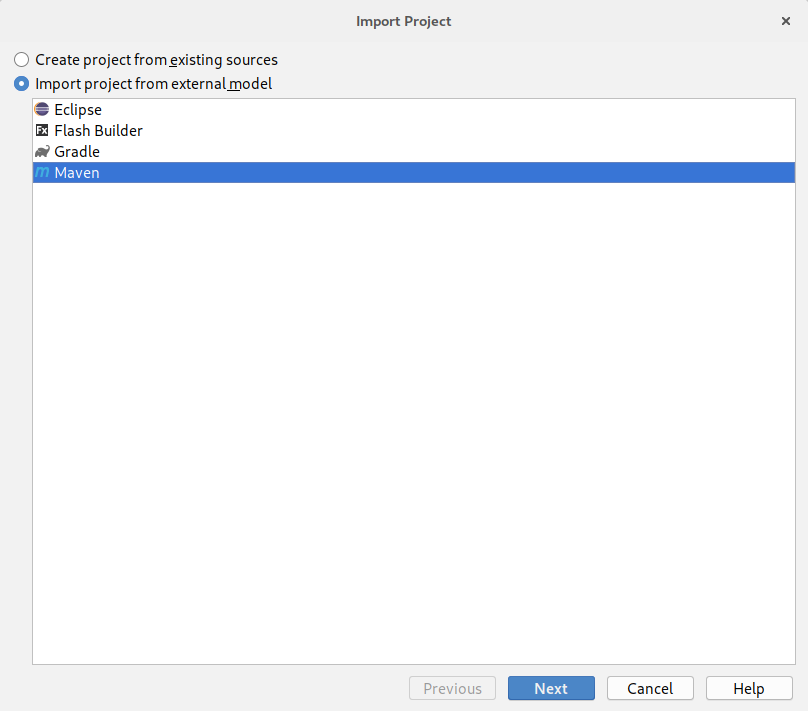 Import Project
Create project from existing sources
Import project from external model
Eclipse
Fx Flash Builder
Gradle
m Maven
Previous Next Cancel Help